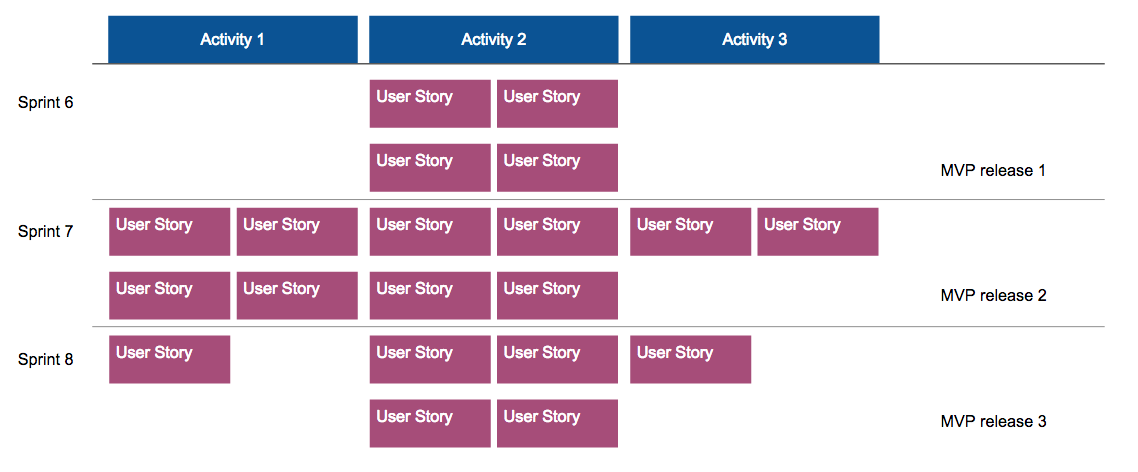 Activity 1 Activity 2 Activity 3
Sprint 6 User Story User Story
User Story User Story MVP release 1
Sprint 7 User Story User Story User Story User Story User Story User Story
User Story User Story User Story User Story MVP release 2
Sprint 8 User Story User Story User Story User Story
User Story User Story MVP release 3